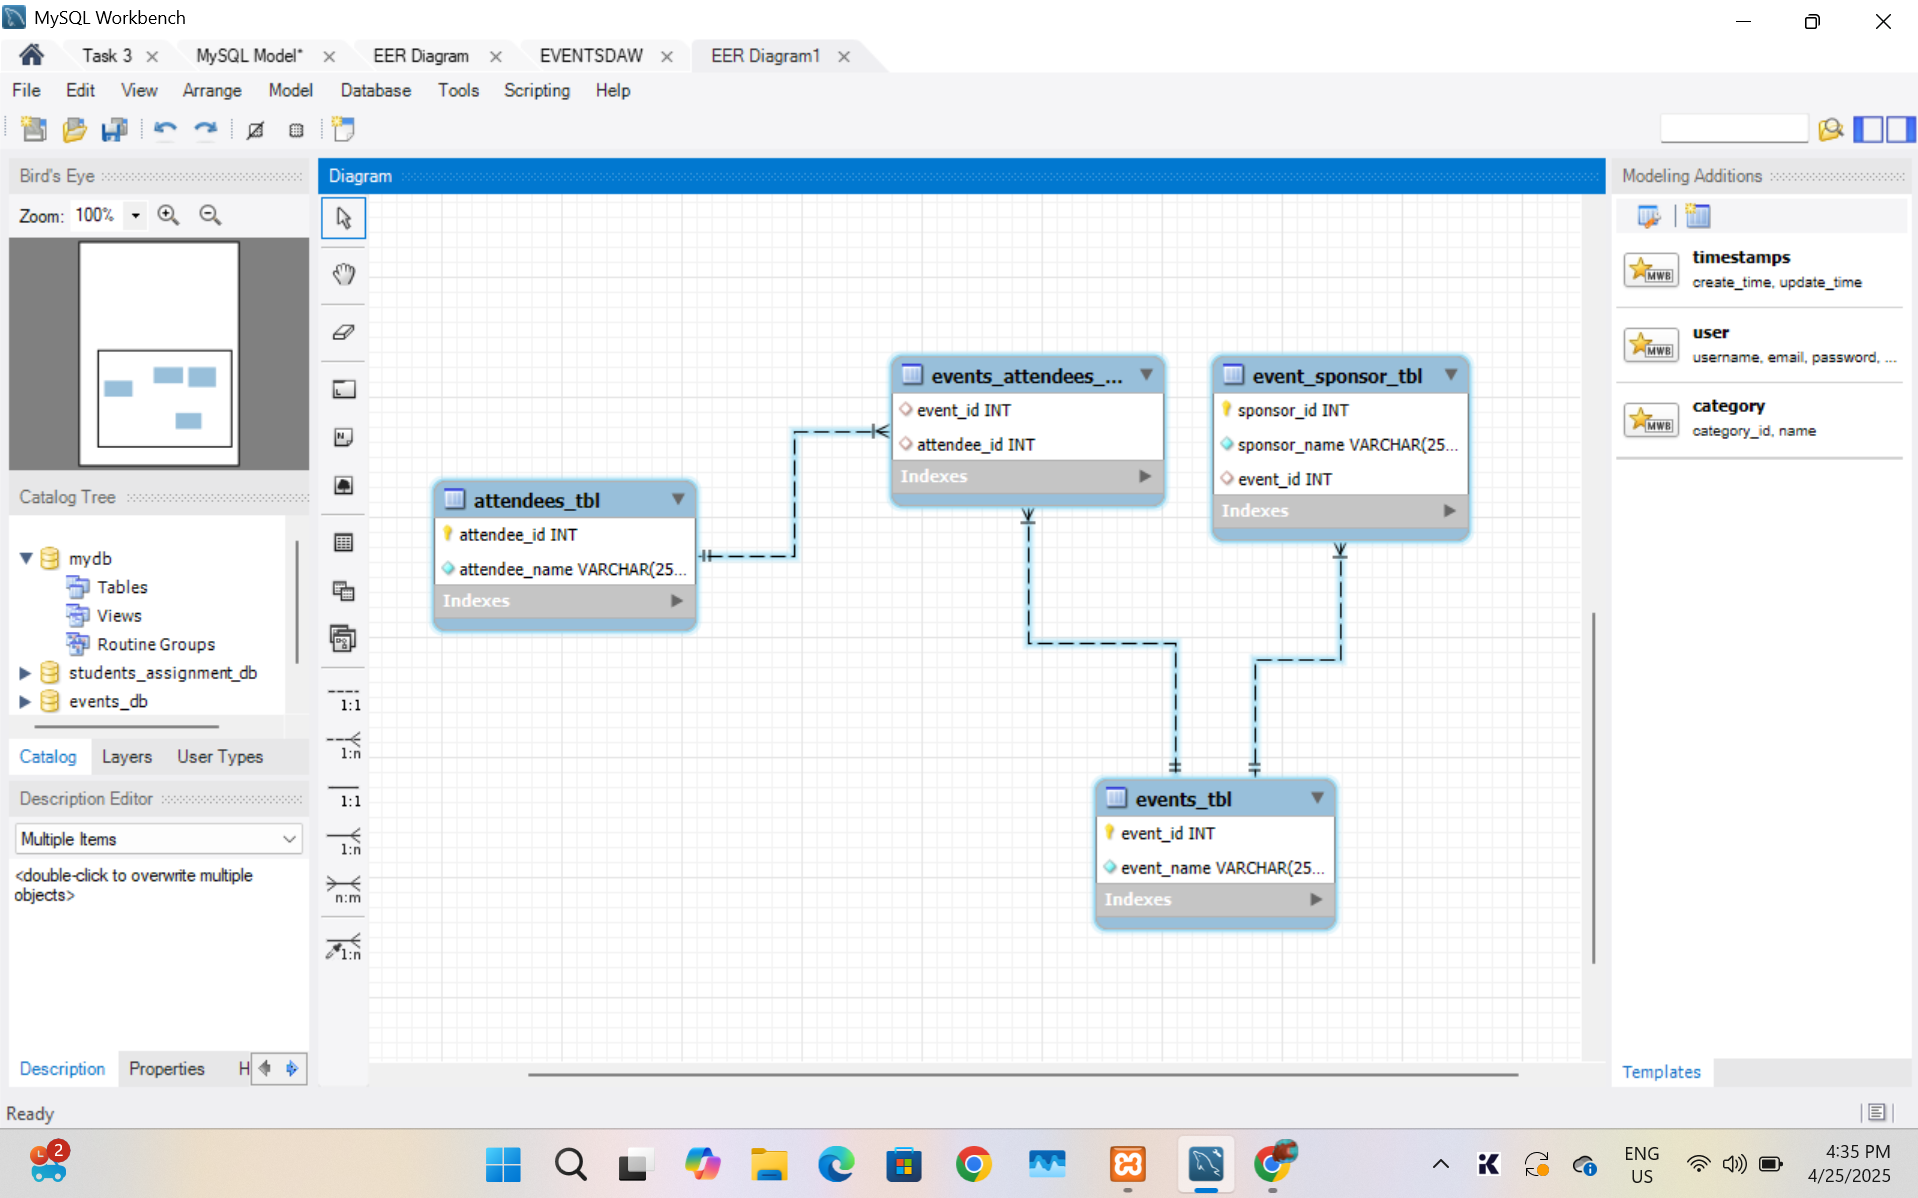 MySQL Workbench
Task 3
MySQL Model*
EER Diagram
EVENTSDAW
EER Diagram1
File Edit View Arrange Model Database Tools Scripting Help
Bird's Eye
Zoom: 100%
Catalog Tree
mydb
Tables
Views
Routine Groups
students_assignment_db
events_db
Catalog Layers User Types
Description Editor
Multiple Items
<double-click to overwrite multiple
objects>
Description Properties H
Ready
Diagram
1:1
1:n
1:1
1:n
n:m
1:n
attendees_tbl
attendee_id INT
attendee_name VARCHAR(25...
Indexes
events_attendees_...
event_id INT
attendee_id INT
Indexes
event_sponsor_tbl
sponsor_id INT
sponsor_name VARCHAR(25...
event_id INT
Indexes
events_tbl
event_id INT
event_name VARCHAR(25...
Indexes
Modeling Additions
MWB
timestamps
create_time, update_time
MWB
user
username, email, password, ...
MWB
category
category_id, name
Templates
2
ENG
US
4:35 PM
4/25/2025